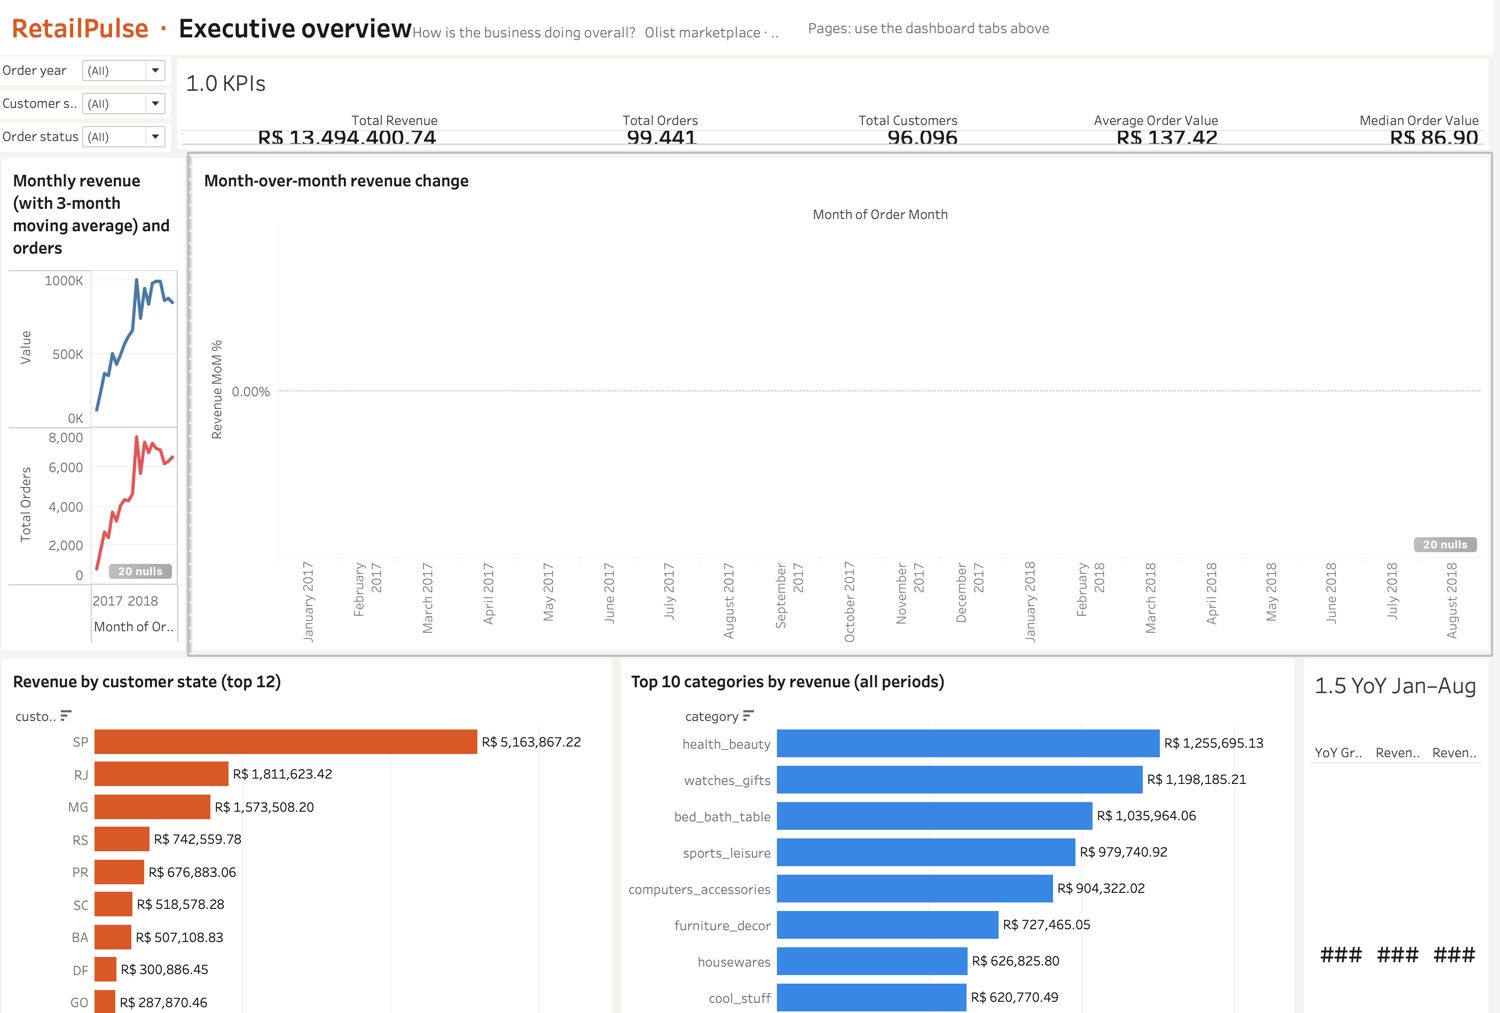 RetailPulse · Executive overview How is the business doing overall? Olist marketplace · .. Pages: use the dashboard tabs above
Order year (All)
Customer s.. (All)
Order status (All)
1.0 KPIs
Total Revenue Total Orders Total Customers Average Order Value Median Order Value
R$ 13,494,400.74 99,441 96,096 R$ 137.42 R$ 86.90
Monthly revenue
(with 3-month
moving average) and
orders
1000K
500K
0K
Value
8,000
6,000
4,000
2,000
0
Total Orders
20 nulls
2017 2018
Month of Or..
Month-over-month revenue change
Month of Order Month
Revenue MoM %
0.00%
20 nulls
January 2017
February 2017
March 2017
April 2017
May 2017
June 2017
July 2017
August 2017
September 2017
October 2017
November 2017
December 2017
January 2018
February 2018
March 2018
April 2018
May 2018
June 2018
July 2018
August 2018
Revenue by customer state (top 12)
custo..
SP R$ 5,163,867.22
RJ R$ 1,811,623.42
MG R$ 1,573,508.20
RS R$ 742,559.78
PR R$ 676,883.06
SC R$ 518,578.28
BA R$ 507,108.83
DF R$ 300,886.45
GO R$ 287,870.46
Top 10 categories by revenue (all periods)
category
health_beauty R$ 1,255,695.13
watches_gifts R$ 1,198,185.21
bed_bath_table R$ 1,035,964.06
sports_leisure R$ 979,740.92
computers_accessories R$ 904,322.02
furniture_decor R$ 727,465.05
housewares R$ 626,825.80
cool_stuff R$ 620,770.49
1.5 YoY Jan–Aug
YoY Gr.. Reven.. Reven..
### ### ###